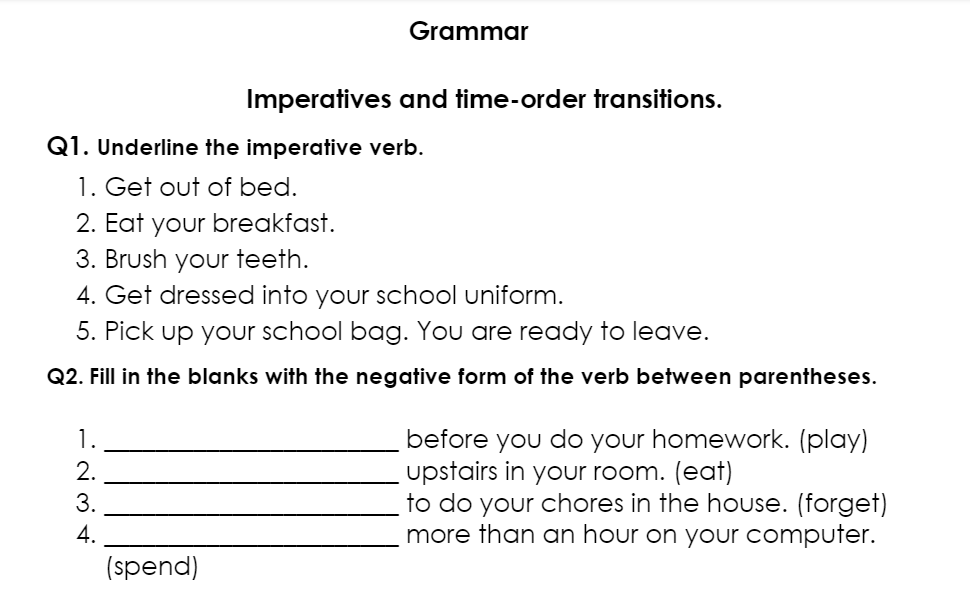 Grammar
Imperatives and time-order transitions.
Q1. Underline the imperative verb.
1. Get out of bed.
2. Eat your breakfast.
3. Brush your teeth.
4. Get dressed into your school uniform.
5. Pick up your school bag. You are ready to leave.
Q2. Fill in the blanks with the negative form of the verb between parentheses.
1. ______________________ before you do your homework. (play)
2. ______________________ upstairs in your room. (eat)
3. ______________________ to do your chores in the house. (forget)
4. ______________________ more than an hour on your computer.
(spend)